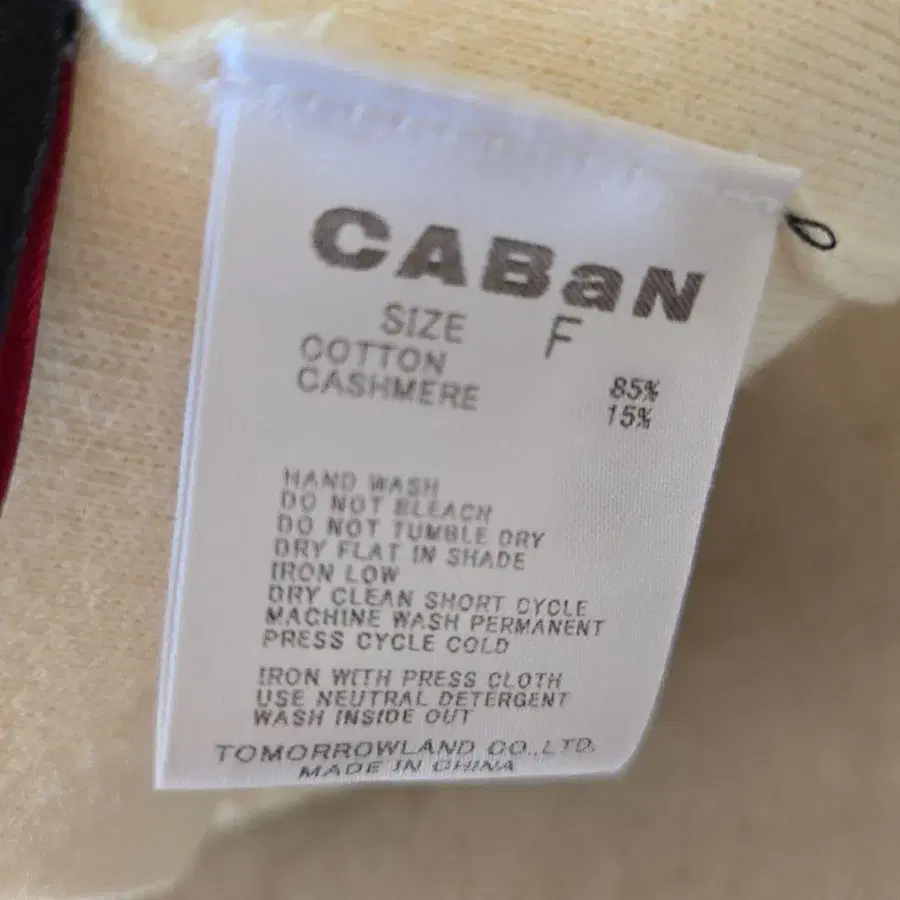 CABaN
SIZE F
COTTON 85%
CASHMERE 15%
HAND WASH
DO NOT BLEACH
DO NOT TUMBLE DRY
DRY FLAT IN SHADE
IRON LOW
DRY CLEAN SHORT CYCLE
MACHINE WASH PERMANENT
PRESS CYCLE COLD
IRON WITH PRESS CLOTH
USE NEUTRAL DETERGENT
WASH INSIDE OUT
TOMORROWLAND CO.,LTD.
MADE IN CHINA